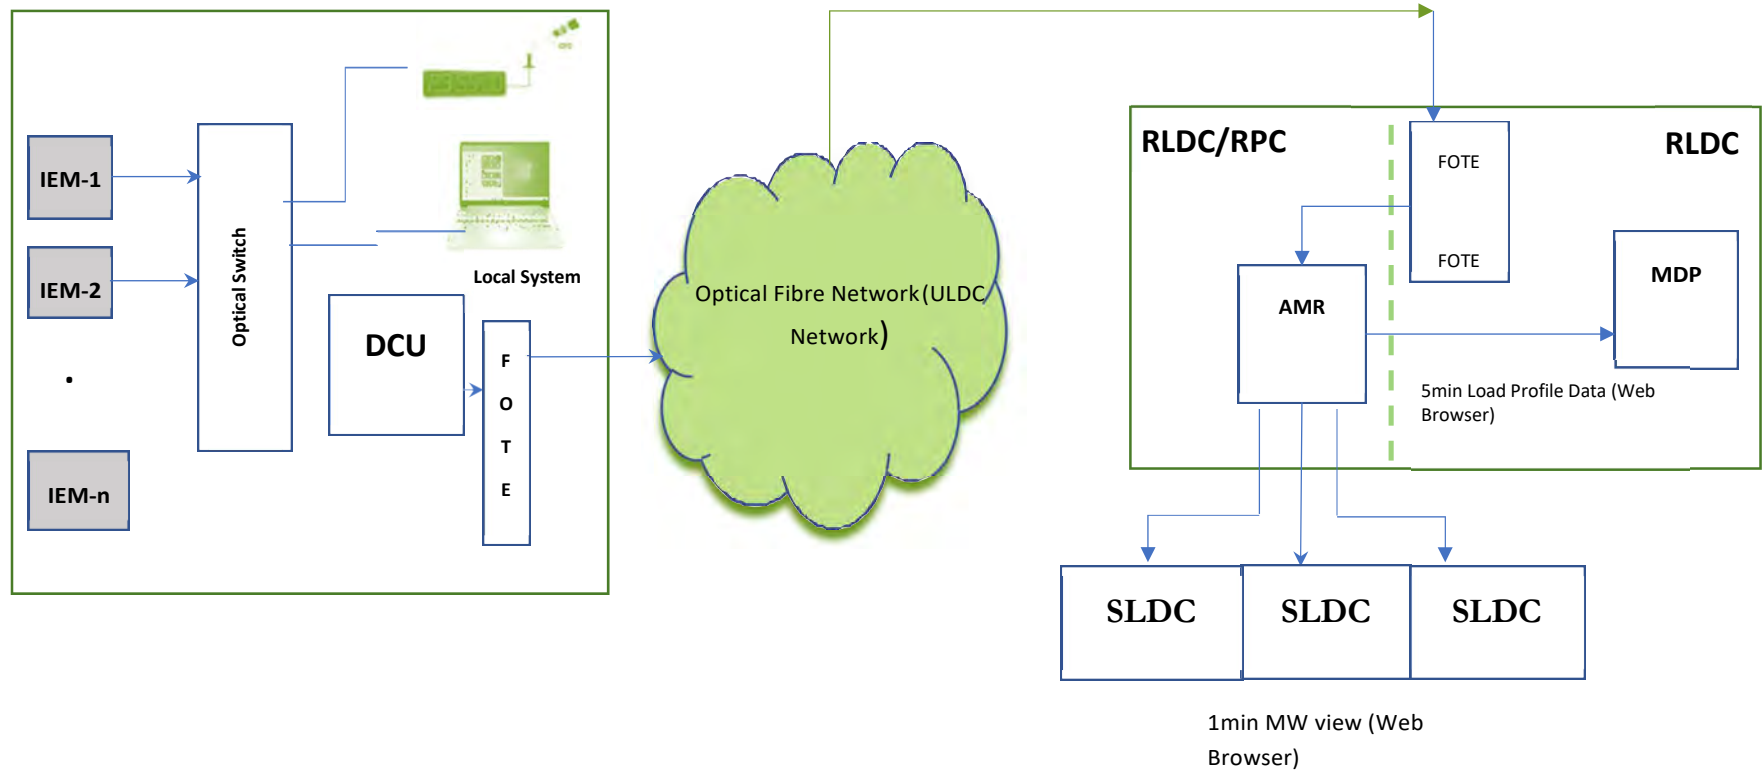 IEM-1
IEM-2
.
IEM-n
Optical Switch
Local System
DCU
F
O
T
E
Optical Fibre Network(ULDC
Network)
RLDC/RPC
RLDC
FOTE
FOTE
AMR
MDP
5min Load Profile Data (Web
Browser)
SLDC
SLDC
SLDC
1min MW view (Web
Browser)